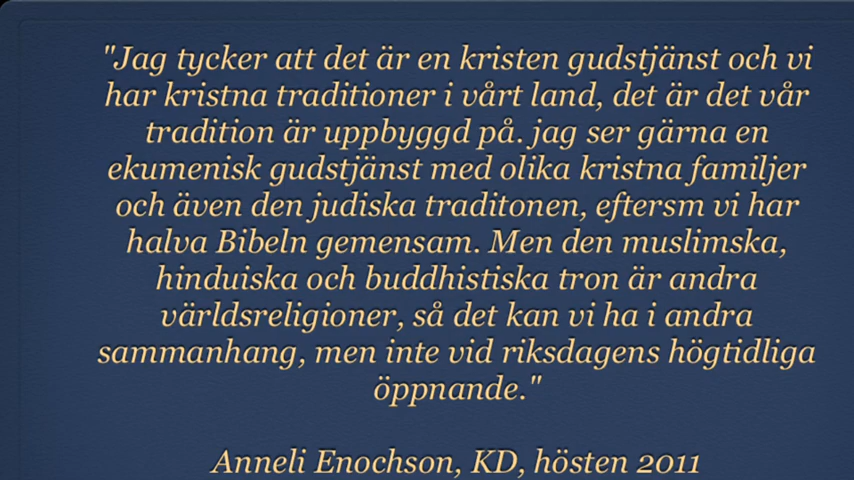 "Jag tycker att det är en kristen gudstjänst och vi
har kristna traditioner i vårt land, det är det vår
tradition är uppbyggd på. jag ser gärna en
ekumenisk gudstjänst med olika kristna familjer
och även den judiska traditonen, eftersm vi har
halva Bibeln gemensam. Men den muslimska,
hinduiska och buddhistiska tron är andra
världsreligioner, så det kan vi ha i andra
sammanhang, men inte vid riksdagens högtidliga
öppnande."
Anneli Enochson, KD, hösten 2011